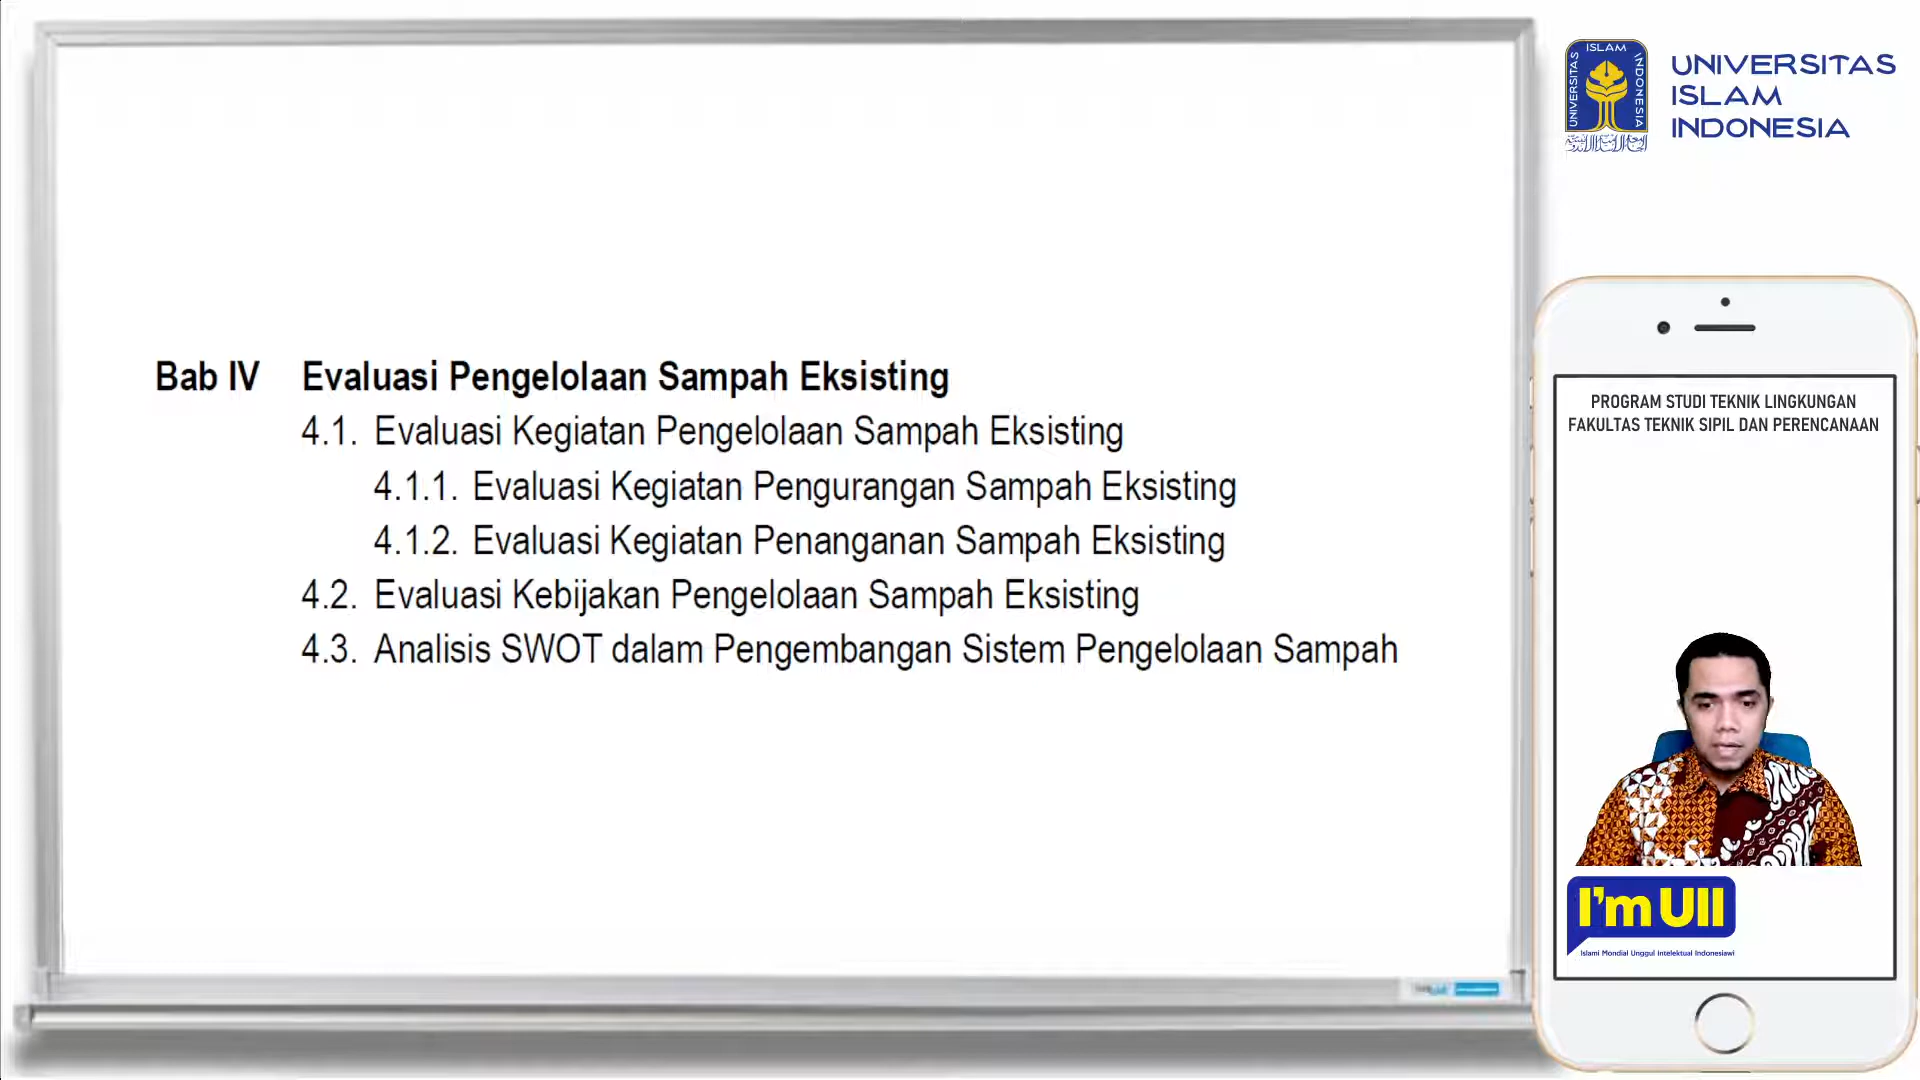 Bab IV Evaluasi Pengelolaan Sampah Eksisting
4.1. Evaluasi Kegiatan Pengelolaan Sampah Eksisting
4.1.1. Evaluasi Kegiatan Pengurangan Sampah Eksisting
4.1.2. Evaluasi Kegiatan Penanganan Sampah Eksisting
4.2. Evaluasi Kebijakan Pengelolaan Sampah Eksisting
4.3. Analisis SWOT dalam Pengembangan Sistem Pengelolaan Sampah
UNIVERSITAS ISLAM INDONESIA
UNIVERSITAS
ISLAM
INDONESIA
PROGRAM STUDI TEKNIK LINGKUNGAN
FAKULTAS TEKNIK SIPIL DAN PERENCANAAN
I'm UII
Islami Mondial Unggul Intelektual Indonesiawi